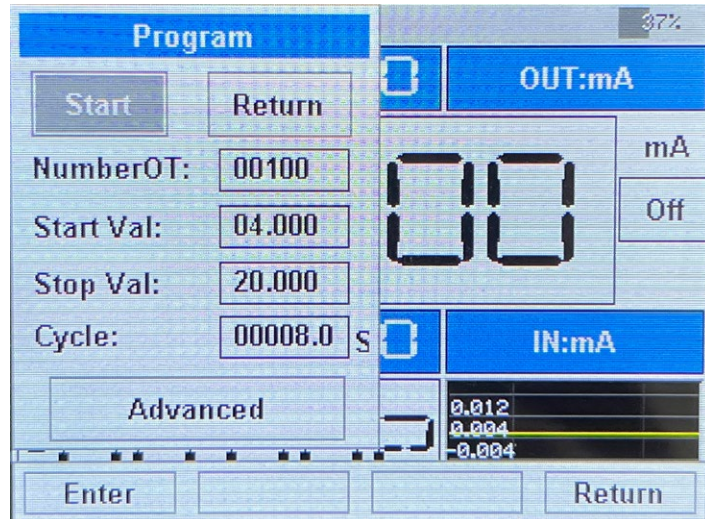 Program
37%
Start
Return
OUT:mA
NumberOT:
00100
mA
Off
Start Val:
04.000
Stop Val:
20.000
Cycle:
00008.0
S
IN:mA
Advanced
0.012
0.004
-0.004
Enter
Return